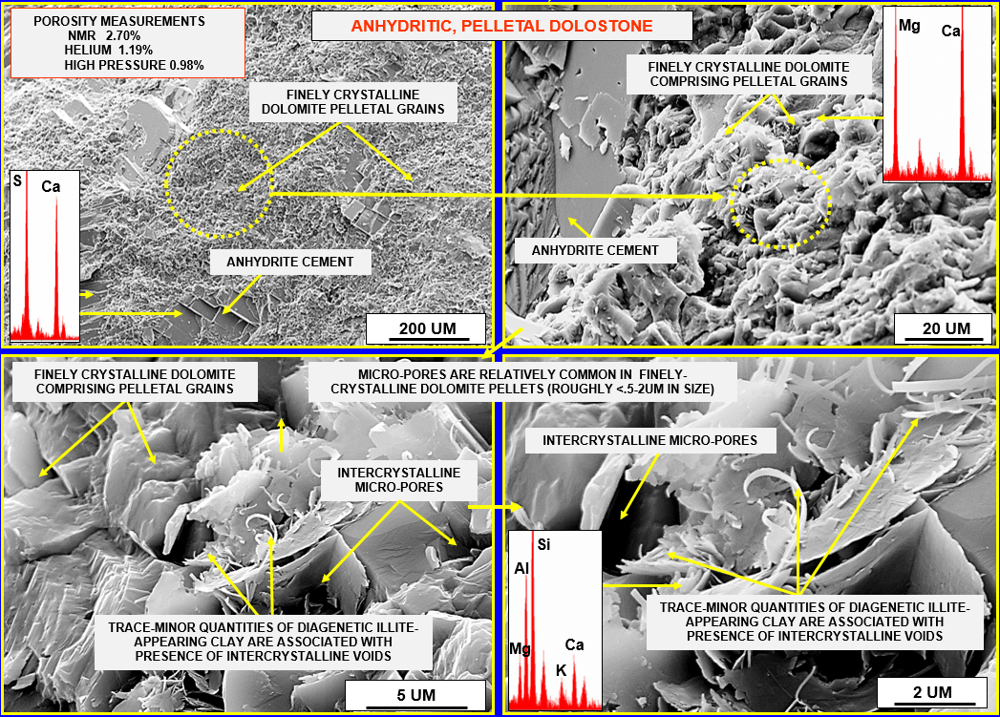 POROSITY MEASUREMENTS
NMR 2.70%
HELIUM 1.19%
HIGH PRESSURE 0.98%
ANHYDRITIC, PELLETAL DOLOSTONE
FINELY CRYSTALLINE
DOLOMITE PELLETAL GRAINS
S
Ca
ANHYDRITE CEMENT
200 UM
Mg
Ca
FINELY CRYSTALLINE DOLOMITE
COMPRISING PELLETAL GRAINS
ANHYDRITE CEMENT
20 UM
FINELY CRYSTALLINE DOLOMITE
COMPRISING PELLETAL GRAINS
MICRO-PORES ARE RELATIVELY COMMON IN FINELY-
CRYSTALLINE DOLOMITE PELLETS (ROUGHLY <.5-2UM IN SIZE)
INTERCRYSTALLINE
MICRO-PORES
TRACE-MINOR QUANTITIES OF DIAGENETIC ILLITE-
APPEARING CLAY ARE ASSOCIATED WITH
PRESENCE OF INTERCRYSTALLINE VOIDS
5 UM
INTERCRYSTALLINE MICRO-PORES
Si
Al
Mg
K
Ca
TRACE-MINOR QUANTITIES OF DIAGENETIC ILLITE-
APPEARING CLAY ARE ASSOCIATED WITH
PRESENCE OF INTERCRYSTALLINE VOIDS
2 UM